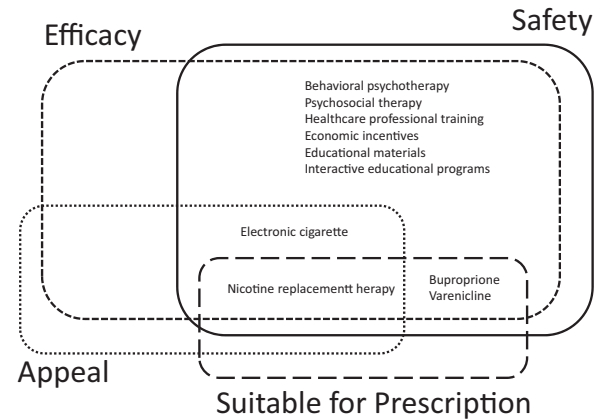 Efficacy
Safety
Behavioral psychotherapy
Psychosocial therapy
Healthcare professional training
Economic incentives
Educational materials
Interactive educational programs
Electronic cigarette
Nicotine replacementt herapy
Buproprione
Varenicline
Appeal
Suitable for Prescription